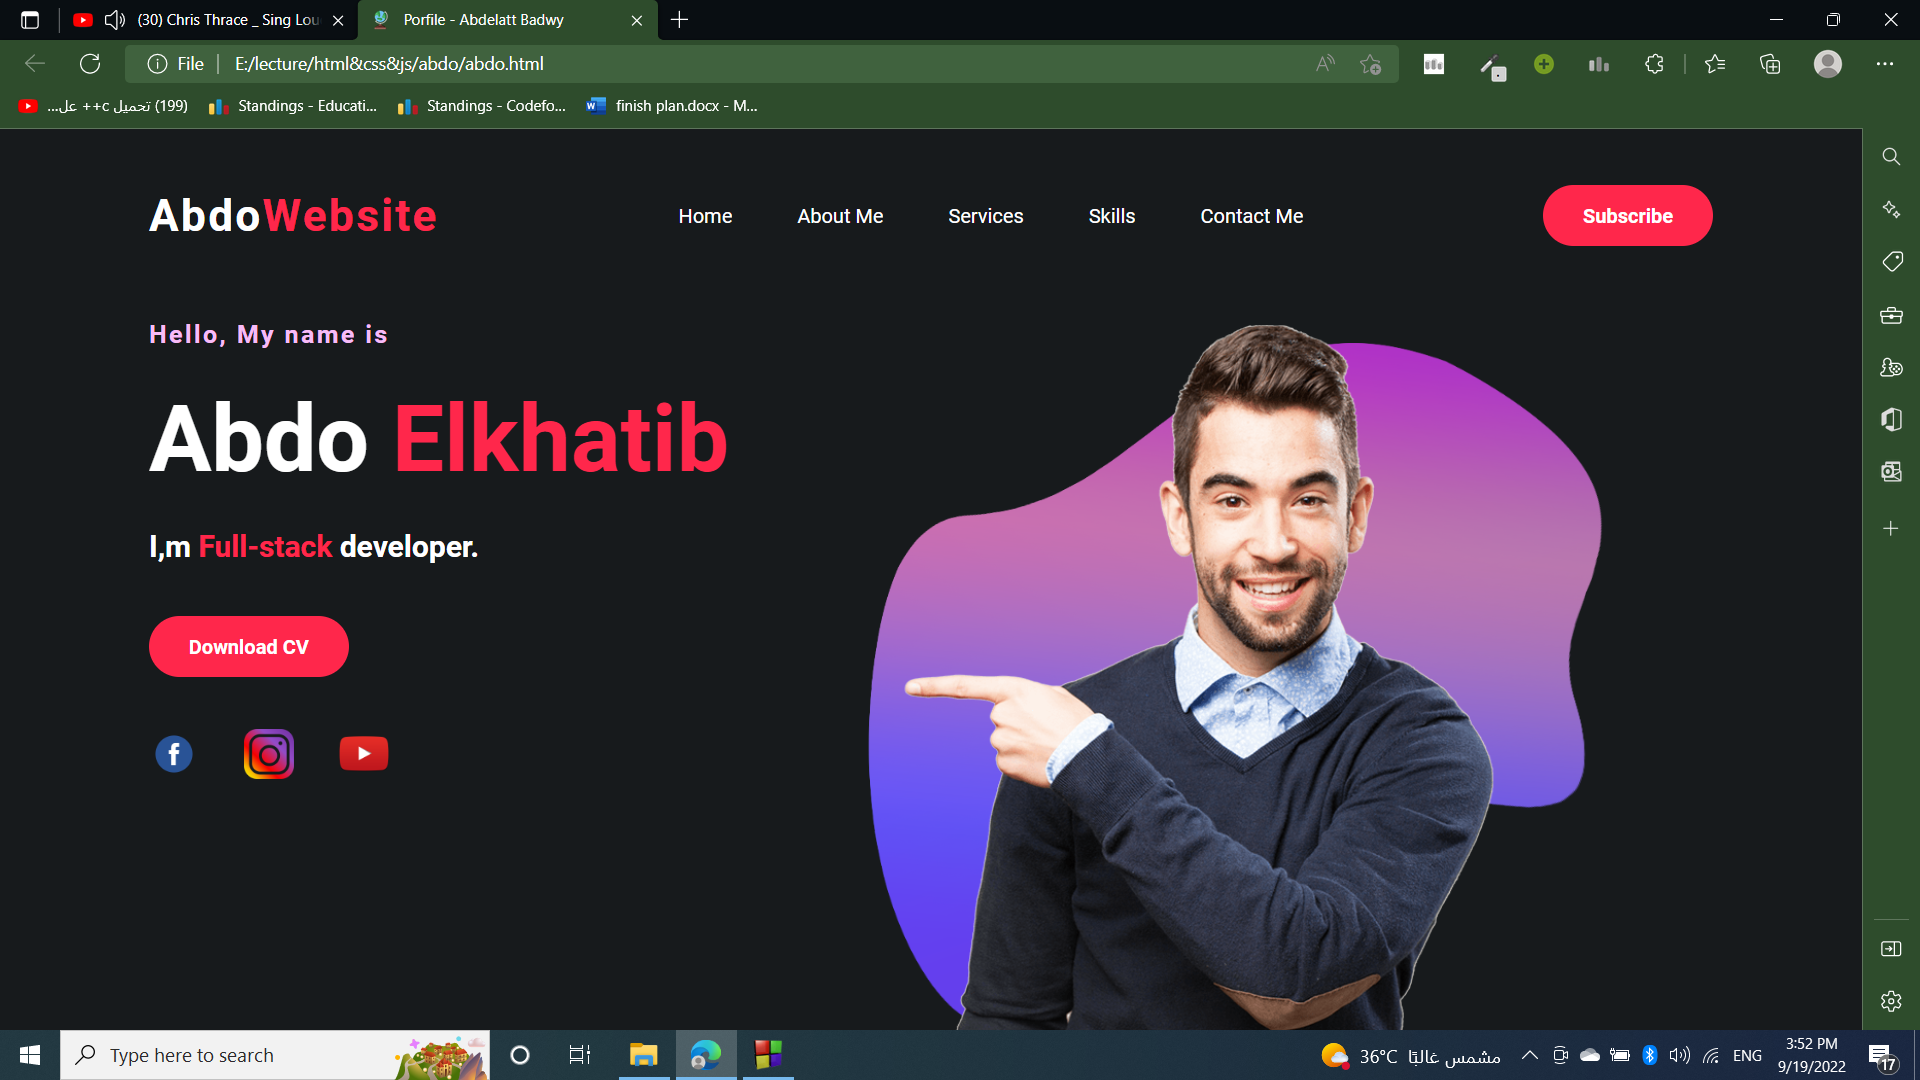 (30) Chris Thrace _ Sing Lou
Porfile - Abdelatt Badwy
File
E:/lecture/html&css&js/abdo/abdo.html
(199) تحميل c++ عل...
Standings - Educati...
Standings - Codefo...
finish plan.docx - M...
AbdoWebsite
Home
About Me
Services
Skills
Contact Me
Subscribe
Hello, My name is
Abdo Elkhatib
I,m Full-stack developer.
Download CV
Type here to search
36°C مشمس غالبًا
ENG
3:52 PM
9/19/2022
17